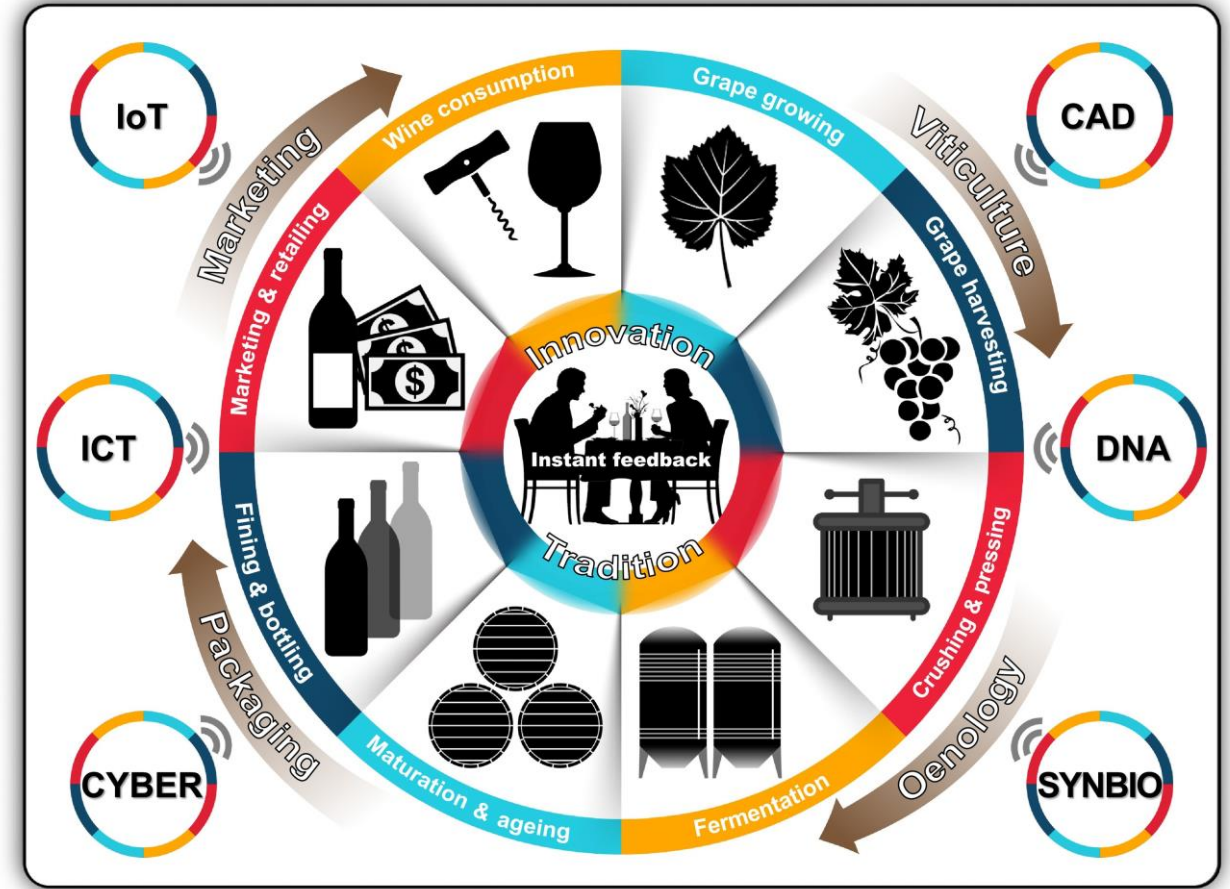 IoT
Marketing
Wine consumption
Grape growing
Viticulture
CAD
Marketing & retailing
Grape harvesting
$
Innovation
Instant feedback
Tradition
ICT
DNA
Fining & bottling
Crushing & pressing
Packaging
Maturation & ageing
Fermentation
Oenology
CYBER
SYNBIO